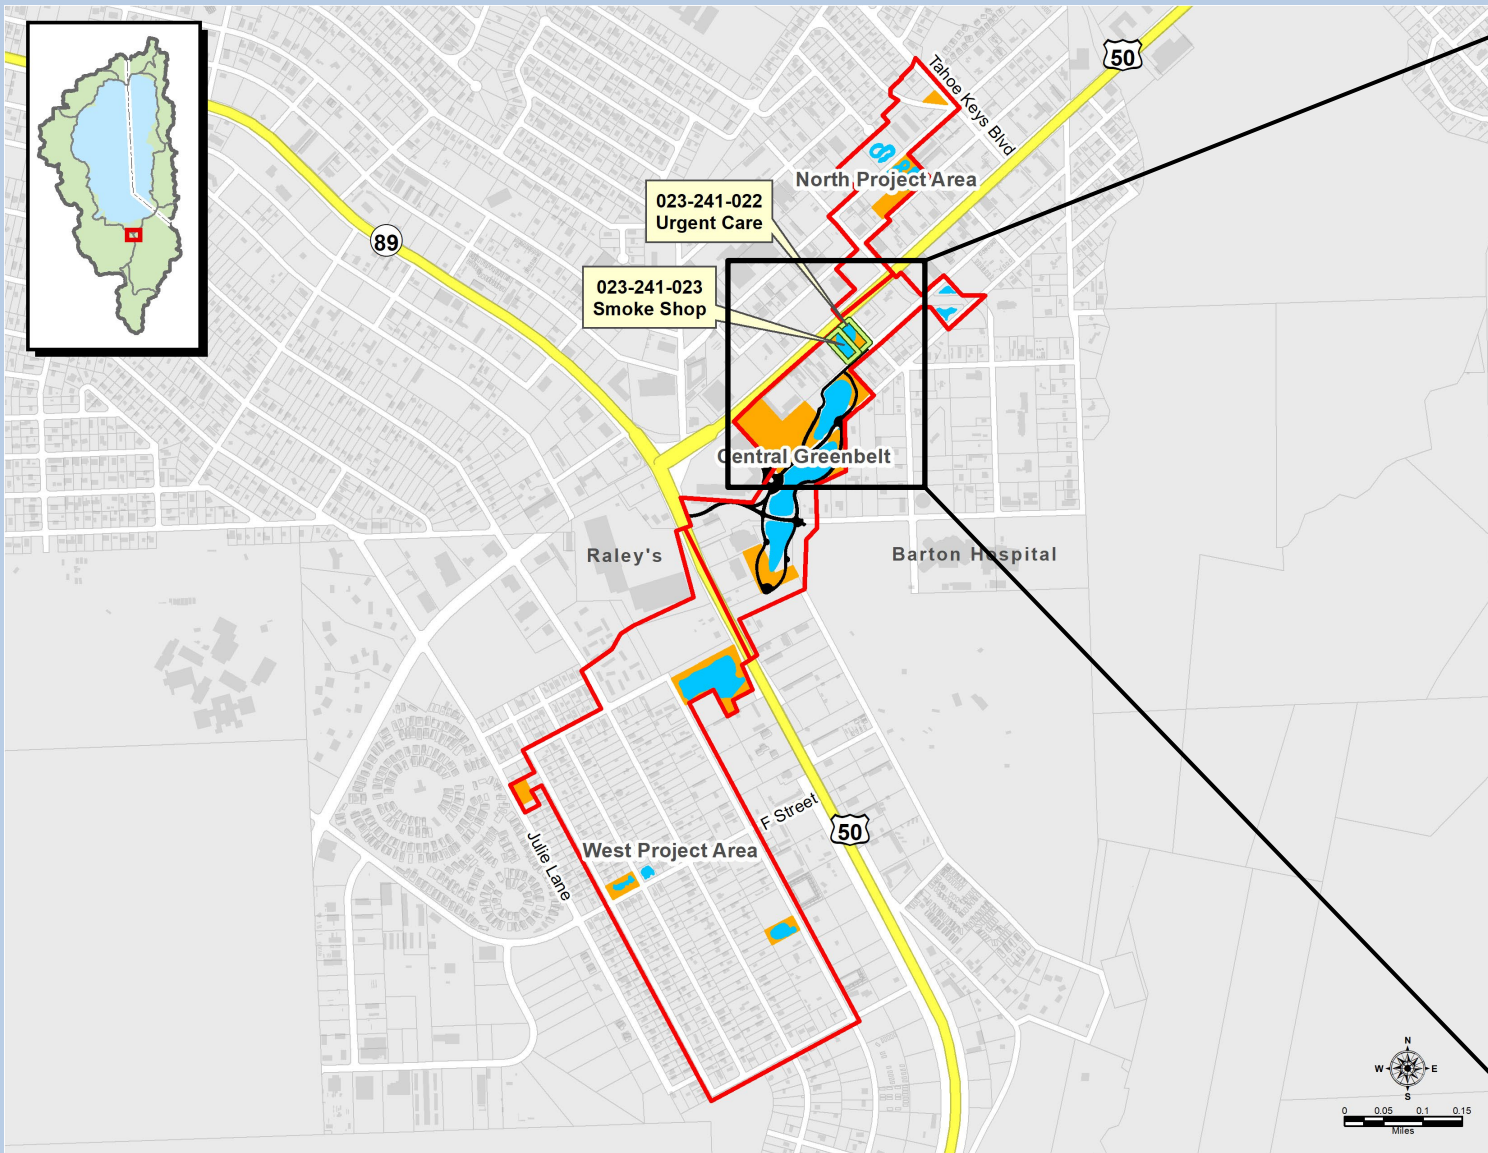 50
Tahoe Keys Blvd
North Project Area
023-241-022
Urgent Care
89
023-241-023
Smoke Shop
Central Greenbelt
Raley's
Barton Hospital
F Street
50
West Project Area
Julie Lane
N
W E
S
0 0.05 0.1 0.15
Miles